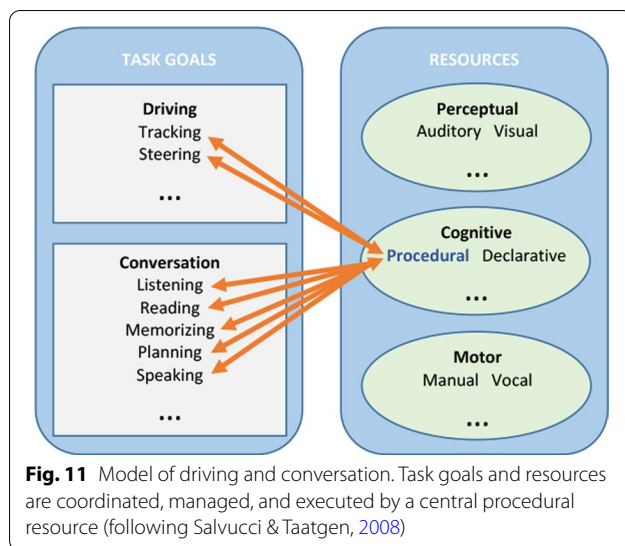 TASK GOALS
Driving
Tracking
Steering
...
Conversation
Listening
Reading
Memorizing
Planning
Speaking
...
RESOURCES
Perceptual
Auditory Visual
...
Cognitive
Procedural Declarative
...
Motor
Manual Vocal
...
Fig. 11 Model of driving and conversation. Task goals and resources
are coordinated, managed, and executed by a central procedural
resource (following Salvucci & Taatgen, 2008)